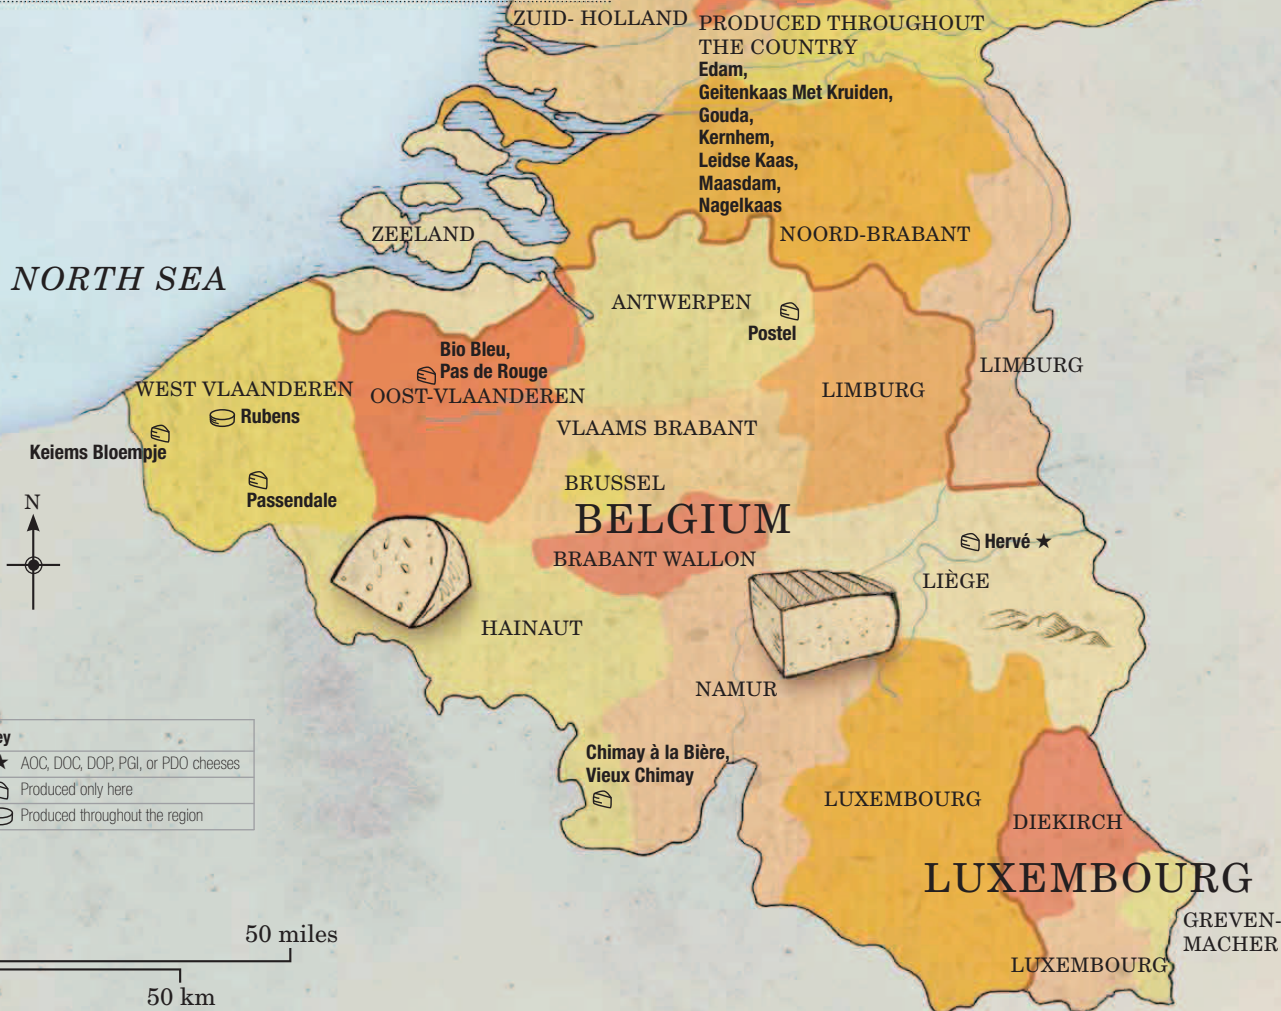 ZUID- HOLLAND
PRODUCED THROUGHOUT
THE COUNTRY
Edam,
Geitenkaas Met Kruiden,
Gouda,
Kernhem,
Leidse Kaas,
Maasdam,
Nagelkaas
ZEELAND
NOORD-BRABANT
NORTH SEA
ANTWERPEN
Postel
Bio Bleu,
Pas de Rouge
OOST-VLAANDEREN
WEST VLAANDEREN
Rubens
Keiems Bloempje
Passendale
LIMBURG
LIMBURG
VLAAMS BRABANT
BRUSSEL
BELGIUM
BRABANT WALLON
Hervé ★
LIÈGE
HAINAUT
NAMUR
Chimay à la Bière,
Vieux Chimay
LUXEMBOURG
DIEKIRCH
LUXEMBOURG
GREVEN-
MACHER
LUXEMBOURG
N
ey
★ AOC, DOC, DOP, PGI, or PDO cheeses
Produced only here
Produced throughout the region
50 miles
50 km